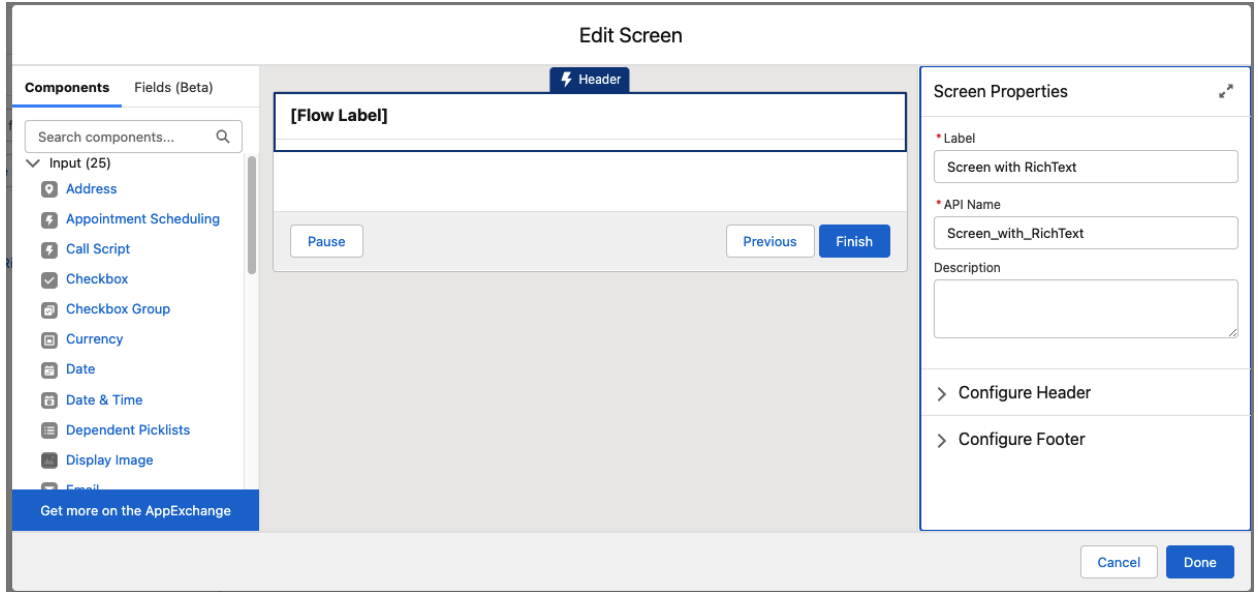 Edit Screen
Components
Fields (Beta)
Search components...
Input (25)
Address
Appointment Scheduling
Call Script
Checkbox
Checkbox Group
Currency
Date
Date & Time
Dependent Picklists
Display Image
Email
Get more on the AppExchange
Header
[Flow Label]
Pause
Previous
Finish
Screen Properties
*Label
Screen with RichText
*API Name
Screen_with_RichText
Description
Configure Header
Configure Footer
Cancel
Done